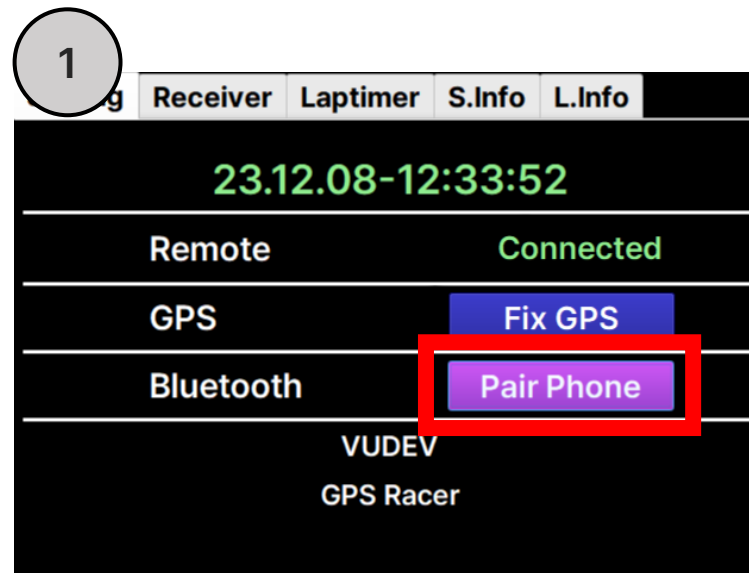 1
g Receiver Laptimer S.Info L.Info
23.12.08-12:33:52
Remote Connected
GPS Fix GPS
Bluetooth Pair Phone
VUDEV
GPS Racer